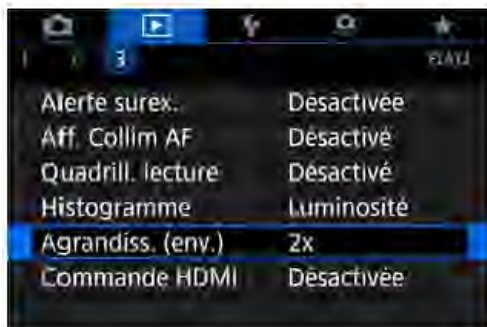 3 PLAY3
Alerte surex. Désactivée
Aff. Collim AF Désactivé
Quadrill. lecture Désactivé
Histogramme Luminosité
Agrandiss. (env.) 2x
Commande HDMI Désactivée